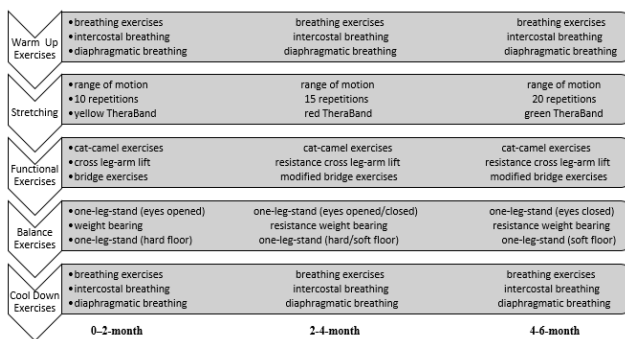 Warm Up
Exercises
• breathing exercises breathing exercises breathing exercises
• intercostal breathing intercostal breathing intercostal breathing
• diaphragmatic breathing diaphragmatic breathing diaphragmatic breathing
Stretching
• range of motion range of motion range of motion
• 10 repetitions 15 repetitions 20 repetitions
• yellow TheraBand red TheraBand green TheraBand
Functional
Exercises
• cat-camel exercises cat-camel exercises cat-camel exercises
• cross leg-arm lift resistance cross leg-arm lift resistance cross leg-arm lift
• bridge exercises modified bridge exercises modified bridge exercises
Balance
Exercises
• one-leg-stand (eyes opened) one-leg-stand (eyes opened/closed) one-leg-stand (eyes closed)
• weight bearing resistance weight bearing resistance weight bearing
• one-leg-stand (hard floor) one-leg-stand (hard/soft floor) one-leg-stand (soft floor)
Cool Down
Exercises
• breathing exercises breathing exercises breathing exercises
• intercostal breathing intercostal breathing intercostal breathing
• diaphragmatic breathing diaphragmatic breathing diaphragmatic breathing
0–2-month 2-4-month 4-6-month